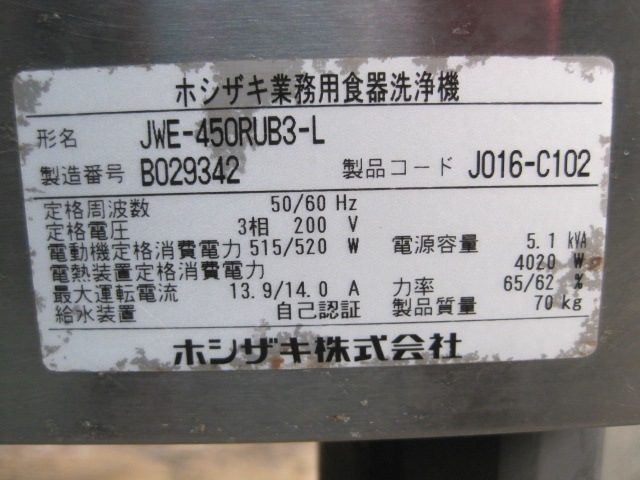 ホシザキ業務用食器洗浄機
形名 JWE-450RUB3-L
製造番号 B029342 製品コード J016-C102
定格周波数 50/60 Hz
定格電圧 3相 200 V
電動機定格消費電力 515/520 W 電源容量 5.1 kVA
電熱装置定格消費電力 4020 W
最大運転電流 13.9/14.0 A 力率 65/62 %
給水装置 自己認証 製品質量 70 kg
ホシザキ株式会社